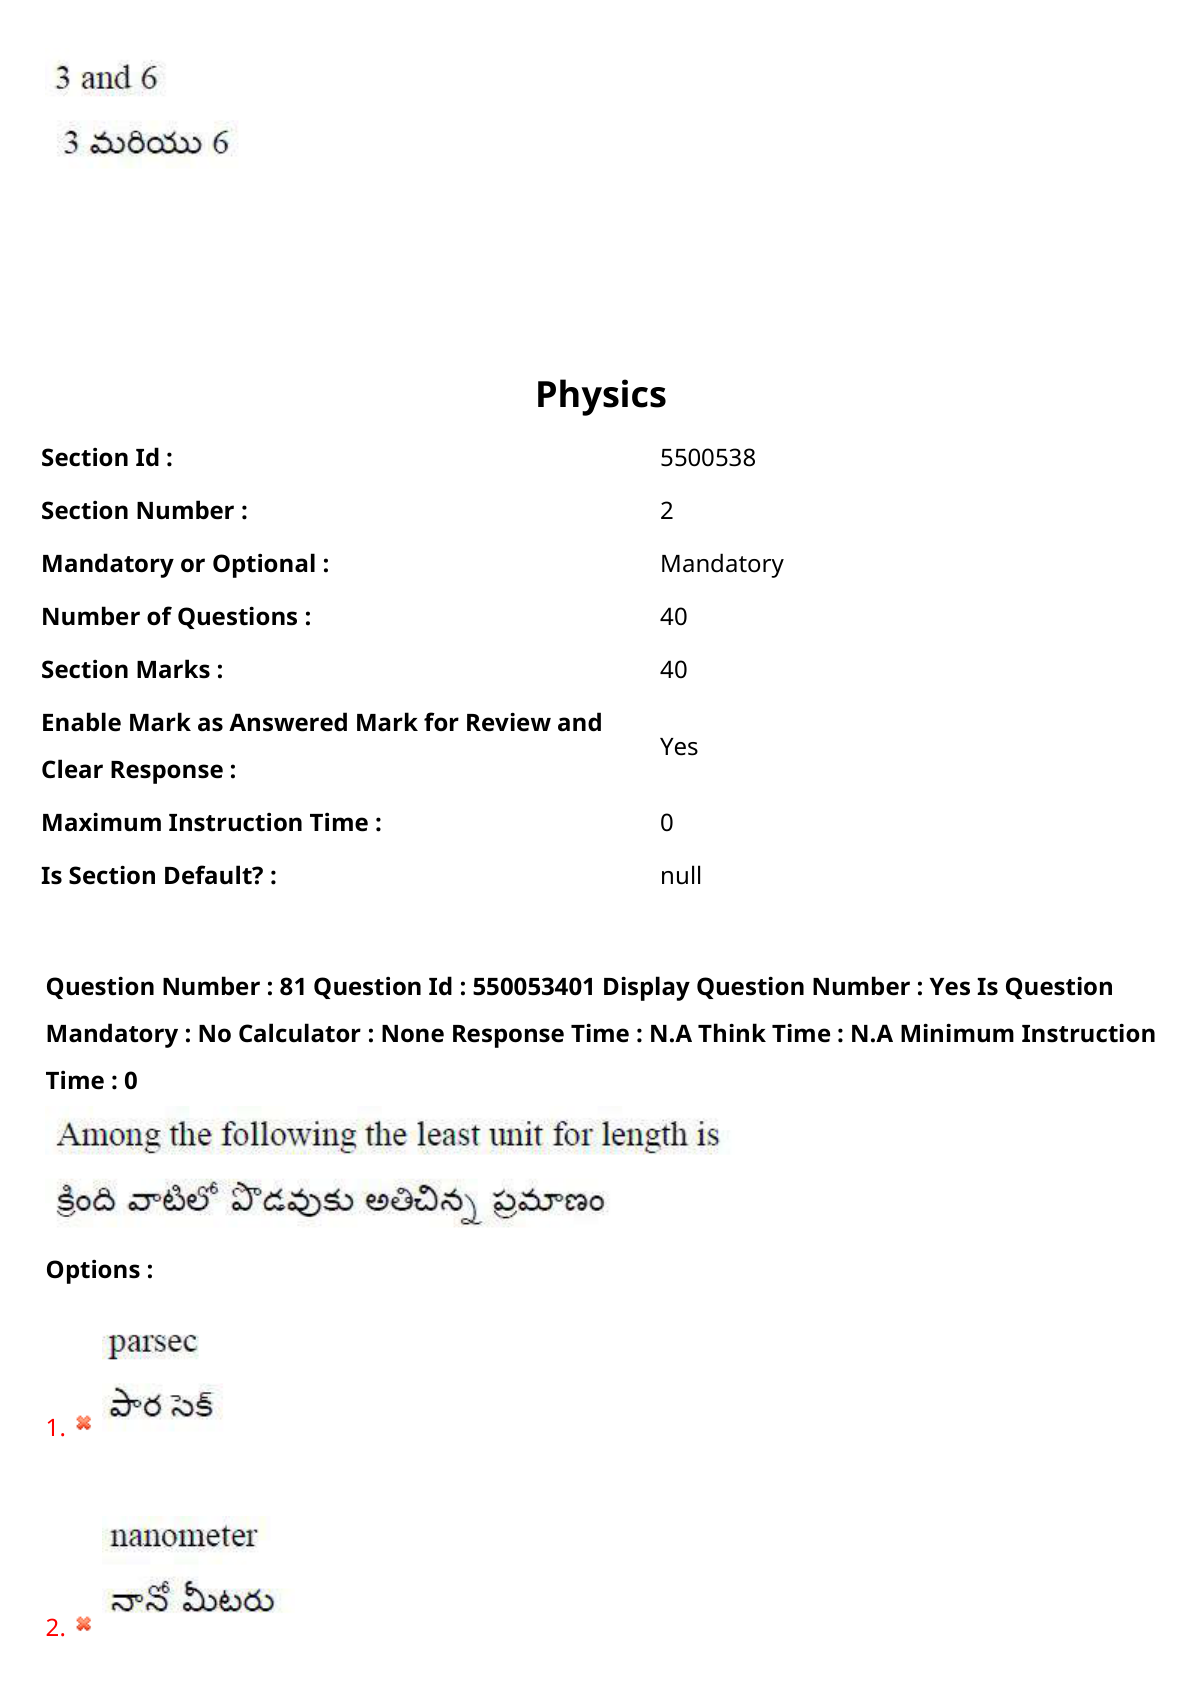 3 and 6
3 మరియు 6
Physics
Section Id : 5500538
Section Number : 2
Mandatory or Optional : Mandatory
Number of Questions : 40
Section Marks : 40
Enable Mark as Answered Mark for Review and
Clear Response : Yes
Maximum Instruction Time : 0
Is Section Default? : null
Question Number : 81 Question Id : 550053401 Display Question Number : Yes Is Question
Mandatory : No Calculator : None Response Time : N.A Think Time : N.A Minimum Instruction
Time : 0
Among the following the least unit for length is
క్రింది వాటిలో పొడవుకు అతిచిన్న ప్రమాణం
Options :
parsec
పార సెక్
1.
nanometer
నానో మీటరు
2.